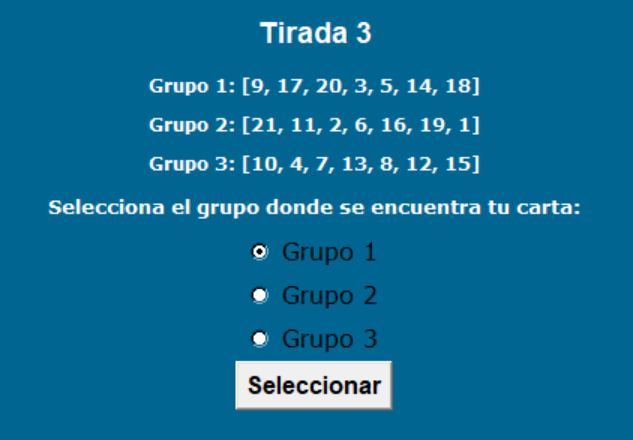 Tirada 3
Grupo 1: [9, 17, 20, 3, 5, 14, 18]
Grupo 2: [21, 11, 2, 6, 16, 19, 1]
Grupo 3: [10, 4, 7, 13, 8, 12, 15]
Selecciona el grupo donde se encuentra tu carta:
Grupo 1
Grupo 2
Grupo 3
Seleccionar